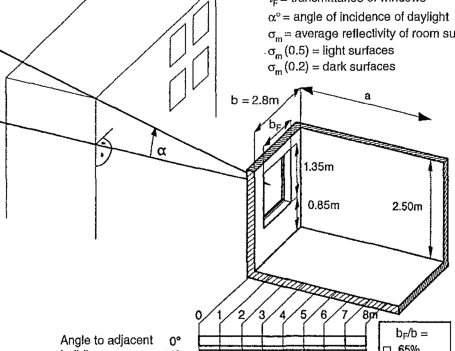 = transmittance of windows
α° = angle of incidence of daylight
σm = average reflectivity of room
σm (0.5) = light surfaces
σm (0.2) = dark surfaces
b = 2.8m
a
bF
α
1.35m
0.85m
2.50m
0 1 2 3 4 5 6 7 8m
Angle to adjacent 0°
bF/b =
65%